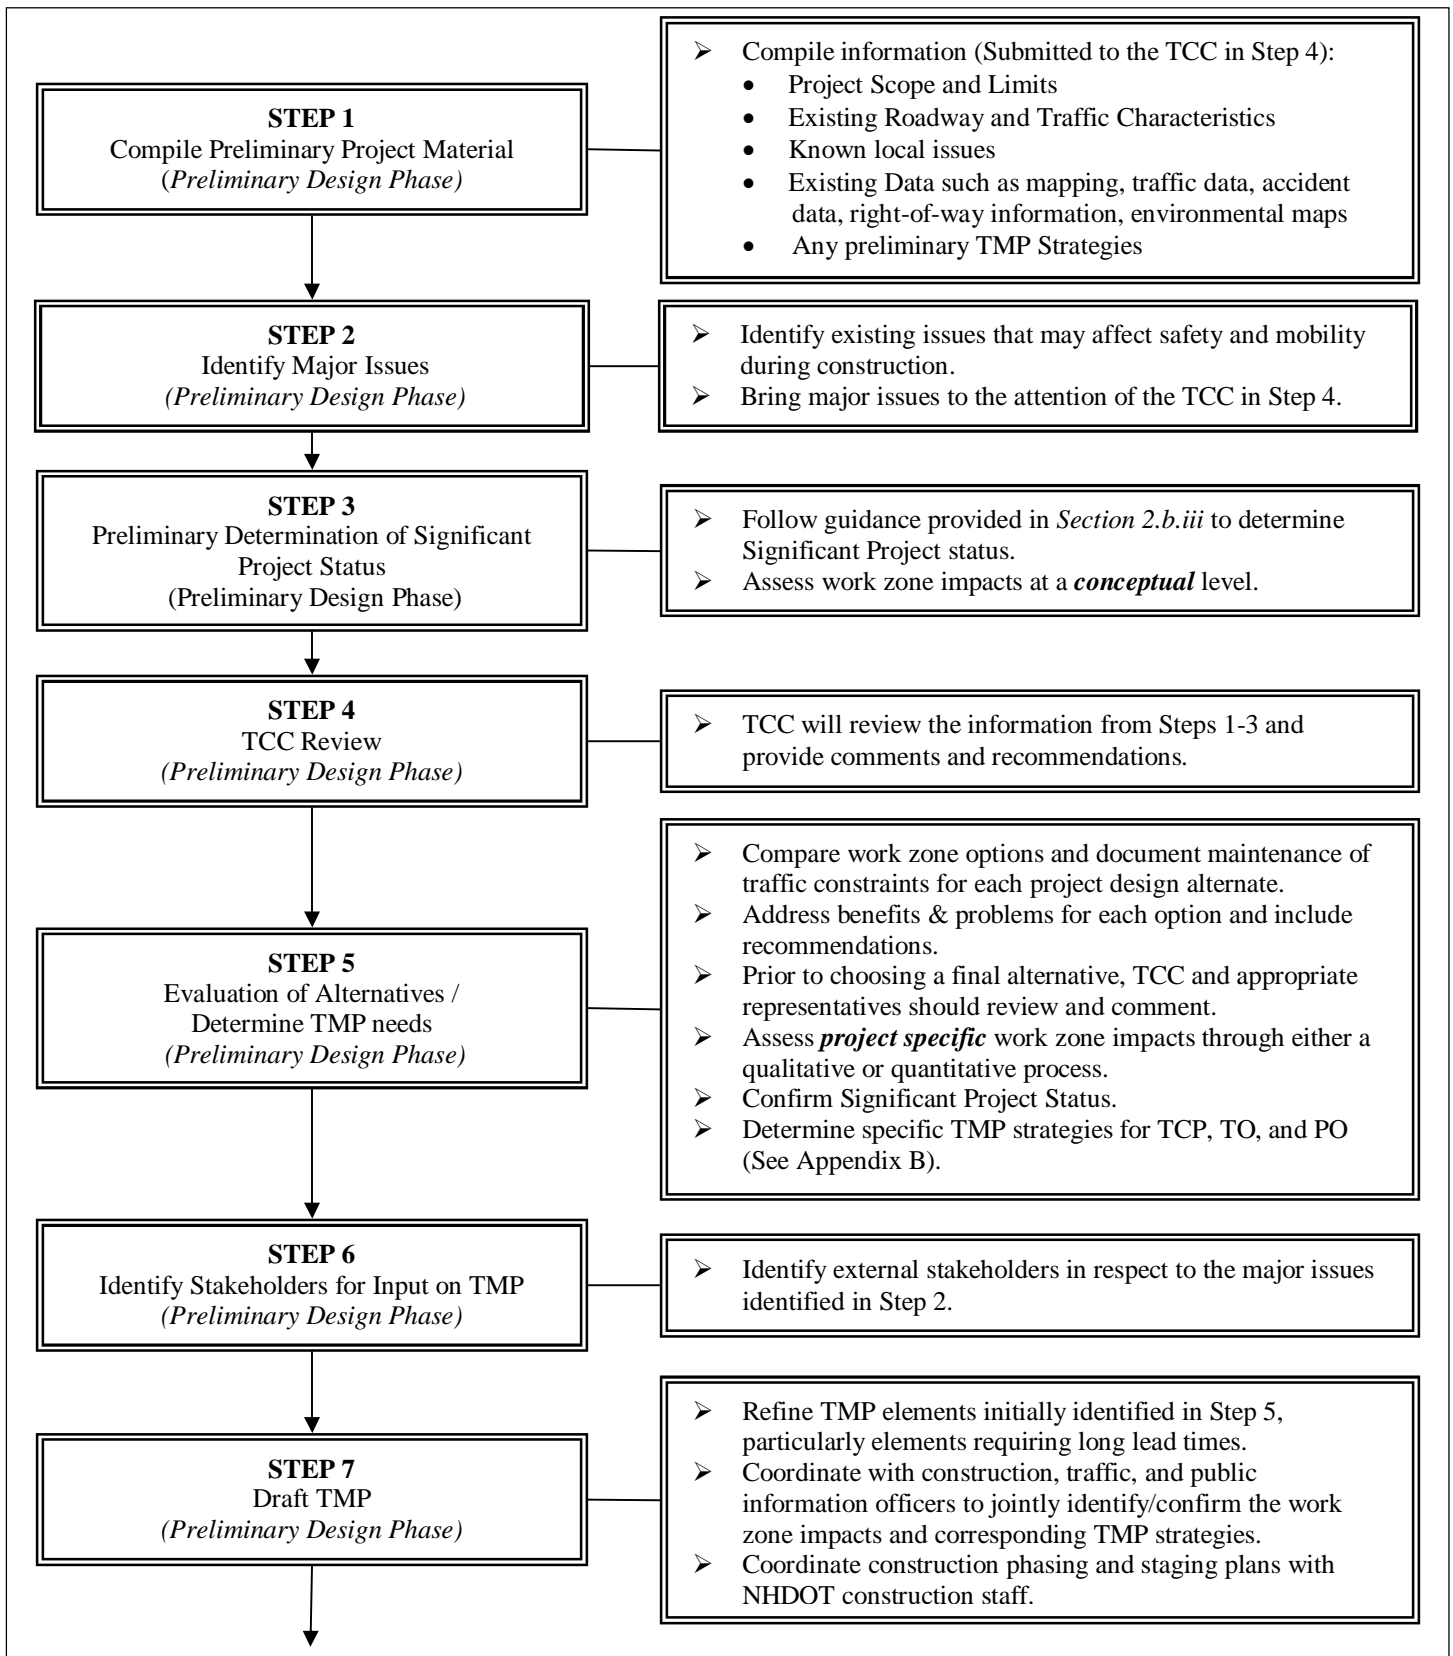 STEP 1
Compile Preliminary Project Material
(Preliminary Design Phase)
➢ Compile information (Submitted to the TCC in Step 4):
• Project Scope and Limits
• Existing Roadway and Traffic Characteristics
• Known local issues
• Existing Data such as mapping, traffic data, accident
data, right-of-way information, environmental maps
• Any preliminary TMP Strategies
STEP 2
Identify Major Issues
(Preliminary Design Phase)
➢ Identify existing issues that may affect safety and mobility
during construction.
➢ Bring major issues to the attention of the TCC in Step 4.
STEP 3
Preliminary Determination of Significant
Project Status
(Preliminary Design Phase)
➢ Follow guidance provided in Section 2.b.iii to determine
Significant Project status.
➢ Assess work zone impacts at a conceptual level.
STEP 4
TCC Review
(Preliminary Design Phase)
➢ TCC will review the information from Steps 1-3 and
provide comments and recommendations.
STEP 5
Evaluation of Alternatives /
Determine TMP needs
(Preliminary Design Phase)
➢ Compare work zone options and document maintenance of
traffic constraints for each project design alternate.
➢ Address benefits & problems for each option and include
recommendations.
➢ Prior to choosing a final alternative, TCC and appropriate
representatives should review and comment.
➢ Assess project specific work zone impacts through either a
qualitative or quantitative process.
➢ Confirm Significant Project Status.
➢ Determine specific TMP strategies for TCP, TO, and PO
(See Appendix B).
STEP 6
Identify Stakeholders for Input on TMP
(Preliminary Design Phase)
➢ Identify external stakeholders in respect to the major issues
identified in Step 2.
STEP 7
Draft TMP
(Preliminary Design Phase)
➢ Refine TMP elements initially identified in Step 5,
particularly elements requiring long lead times.
➢ Coordinate with construction, traffic, and public
information officers to jointly identify/confirm the work
zone impacts and corresponding TMP strategies.
➢ Coordinate construction phasing and staging plans with
NHDOT construction staff.